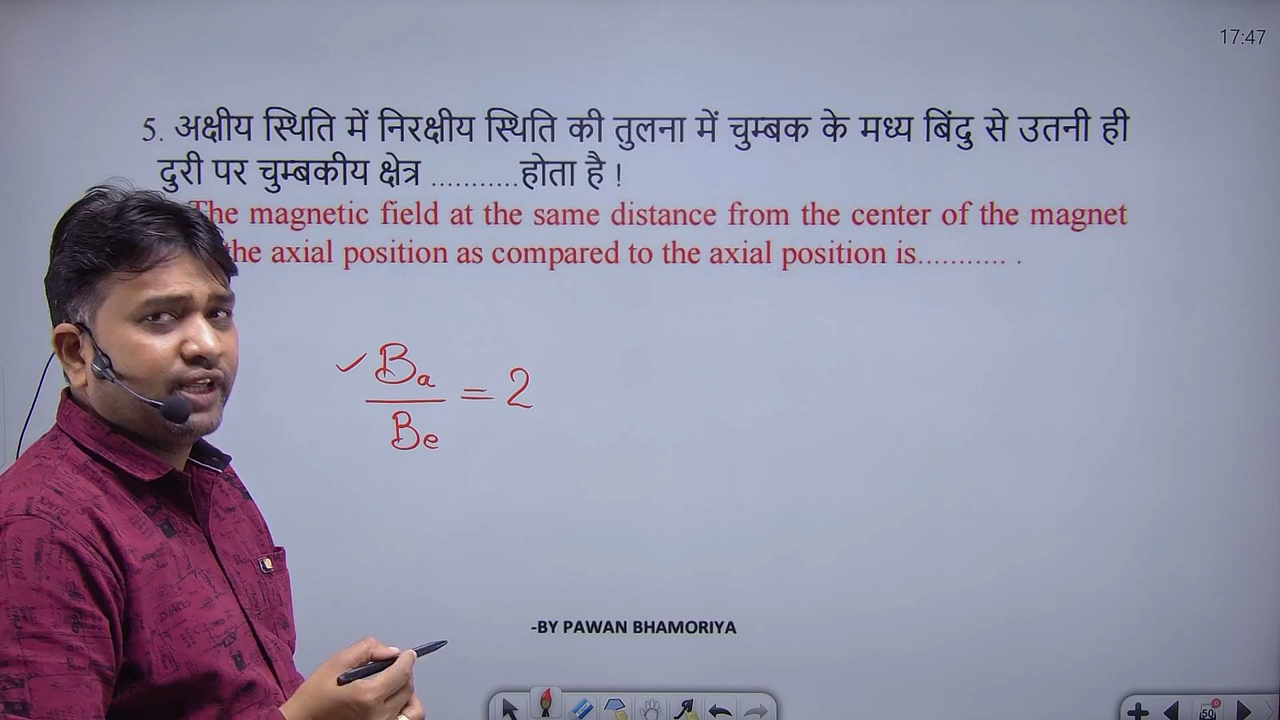 17:47
5. अक्षीय स्थिति में निरक्षीय स्थिति की तुलना में चुम्बक के मध्य बिंदु से उतनी ही
दुरी पर चुम्बकीय क्षेत्र ...........होता है !
The magnetic field at the same distance from the center of the magnet
the axial position as compared to the axial position is........... .
✓ Ba
= 2
Be
-BY PAWAN BHAMORIYA
50